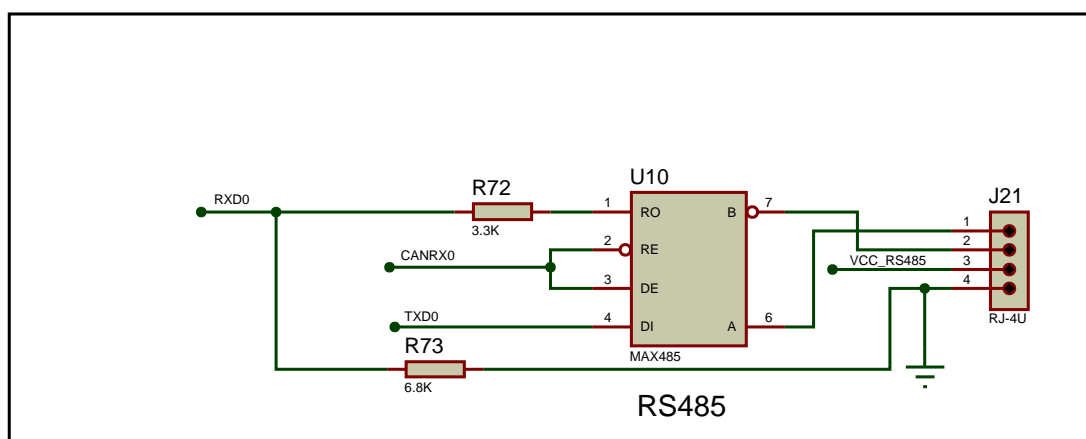 U10
R72
J21
RXD0
1
RO
B
7
3.3K
1
2
RE
2
CANRX0
VCC_RS485
3
3
DE
4
TXD0
4
DI
A
6
RJ-4U
R73
MAX485
6.8K
RS485